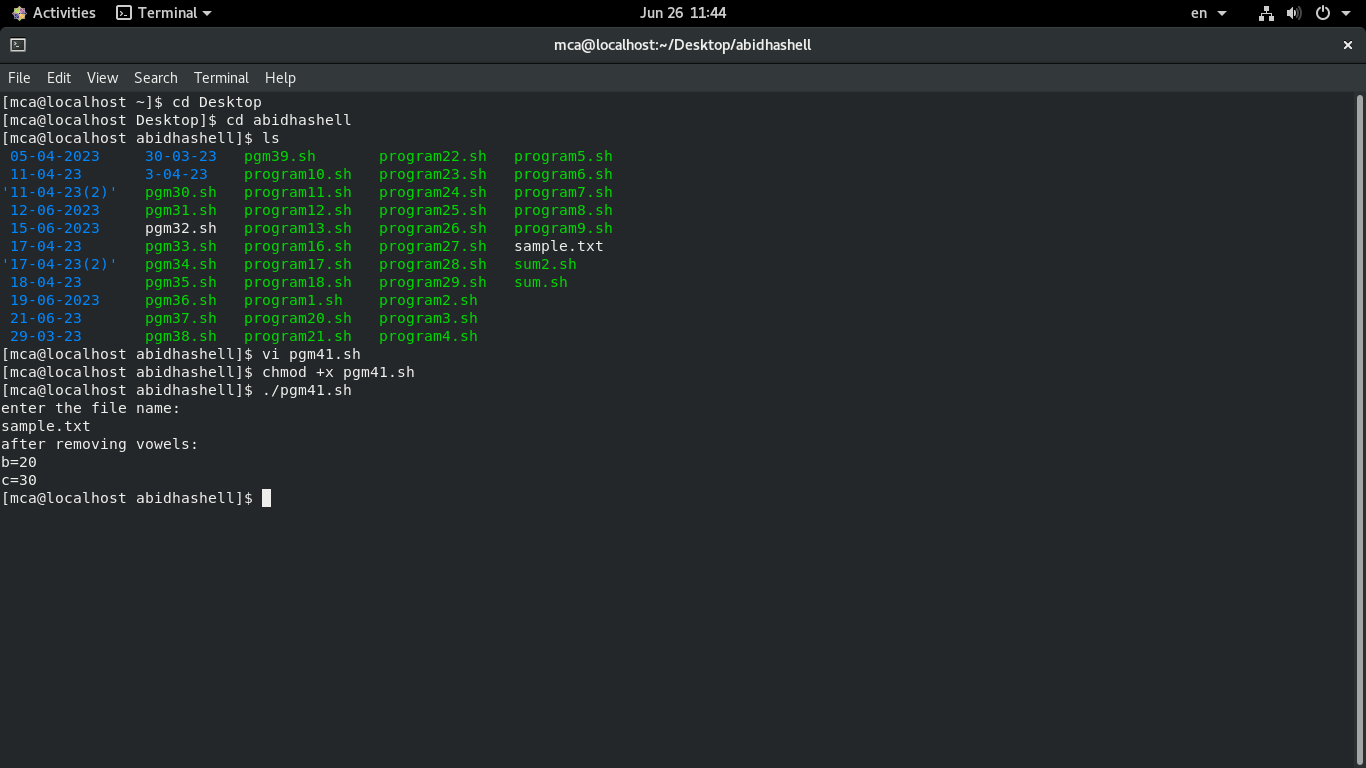 Activities Terminal Jun 26 11:44 en
mca@localhost:~/Desktop/abidhashell ×
File Edit View Search Terminal Help
[mca@localhost ~]$ cd Desktop
[mca@localhost Desktop]$ cd abidhashell
[mca@localhost abidhashell]$ ls
 05-04-2023     30-03-23   pgm39.sh       program22.sh   program5.sh
 11-04-23       3-04-23    program10.sh   program23.sh   program6.sh
'11-04-23(2)'   pgm30.sh   program11.sh   program24.sh   program7.sh
 12-06-2023     pgm31.sh   program12.sh   program25.sh   program8.sh
 15-06-2023     pgm32.sh   program13.sh   program26.sh   program9.sh
 17-04-23       pgm33.sh   program16.sh   program27.sh   sample.txt
'17-04-23(2)'   pgm34.sh   program17.sh   program28.sh   sum2.sh
 18-04-23       pgm35.sh   program18.sh   program29.sh   sum.sh
 19-06-2023     pgm36.sh   program1.sh    program2.sh
 21-06-23       pgm37.sh   program20.sh   program3.sh
 29-03-23       pgm38.sh   program21.sh   program4.sh
[mca@localhost abidhashell]$ vi pgm41.sh
[mca@localhost abidhashell]$ chmod +x pgm41.sh
[mca@localhost abidhashell]$ ./pgm41.sh
enter the file name:
sample.txt
after removing vowels:
b=20
c=30
[mca@localhost abidhashell]$